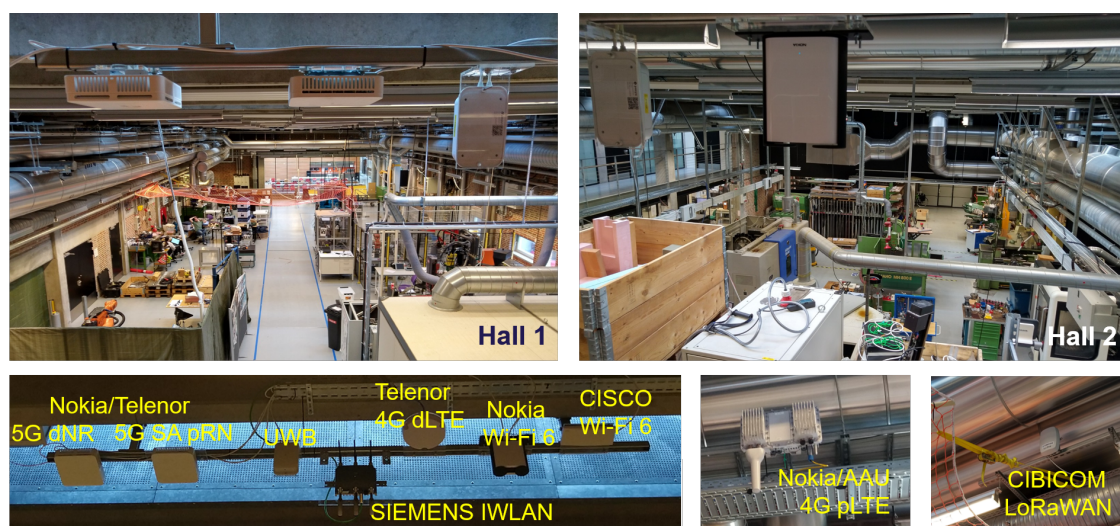 NOKIA
Hall 1
Hall 2
Nokia/Telenor
5G dNR
5G SA pRN
UWB
Telenor
4G dLTE
Nokia
Wi-Fi 6
CISCO
Wi-Fi 6
SIEMENS IWLAN
Nokia/AAU
4G pLTE
CIBICOM
LoRaWAN